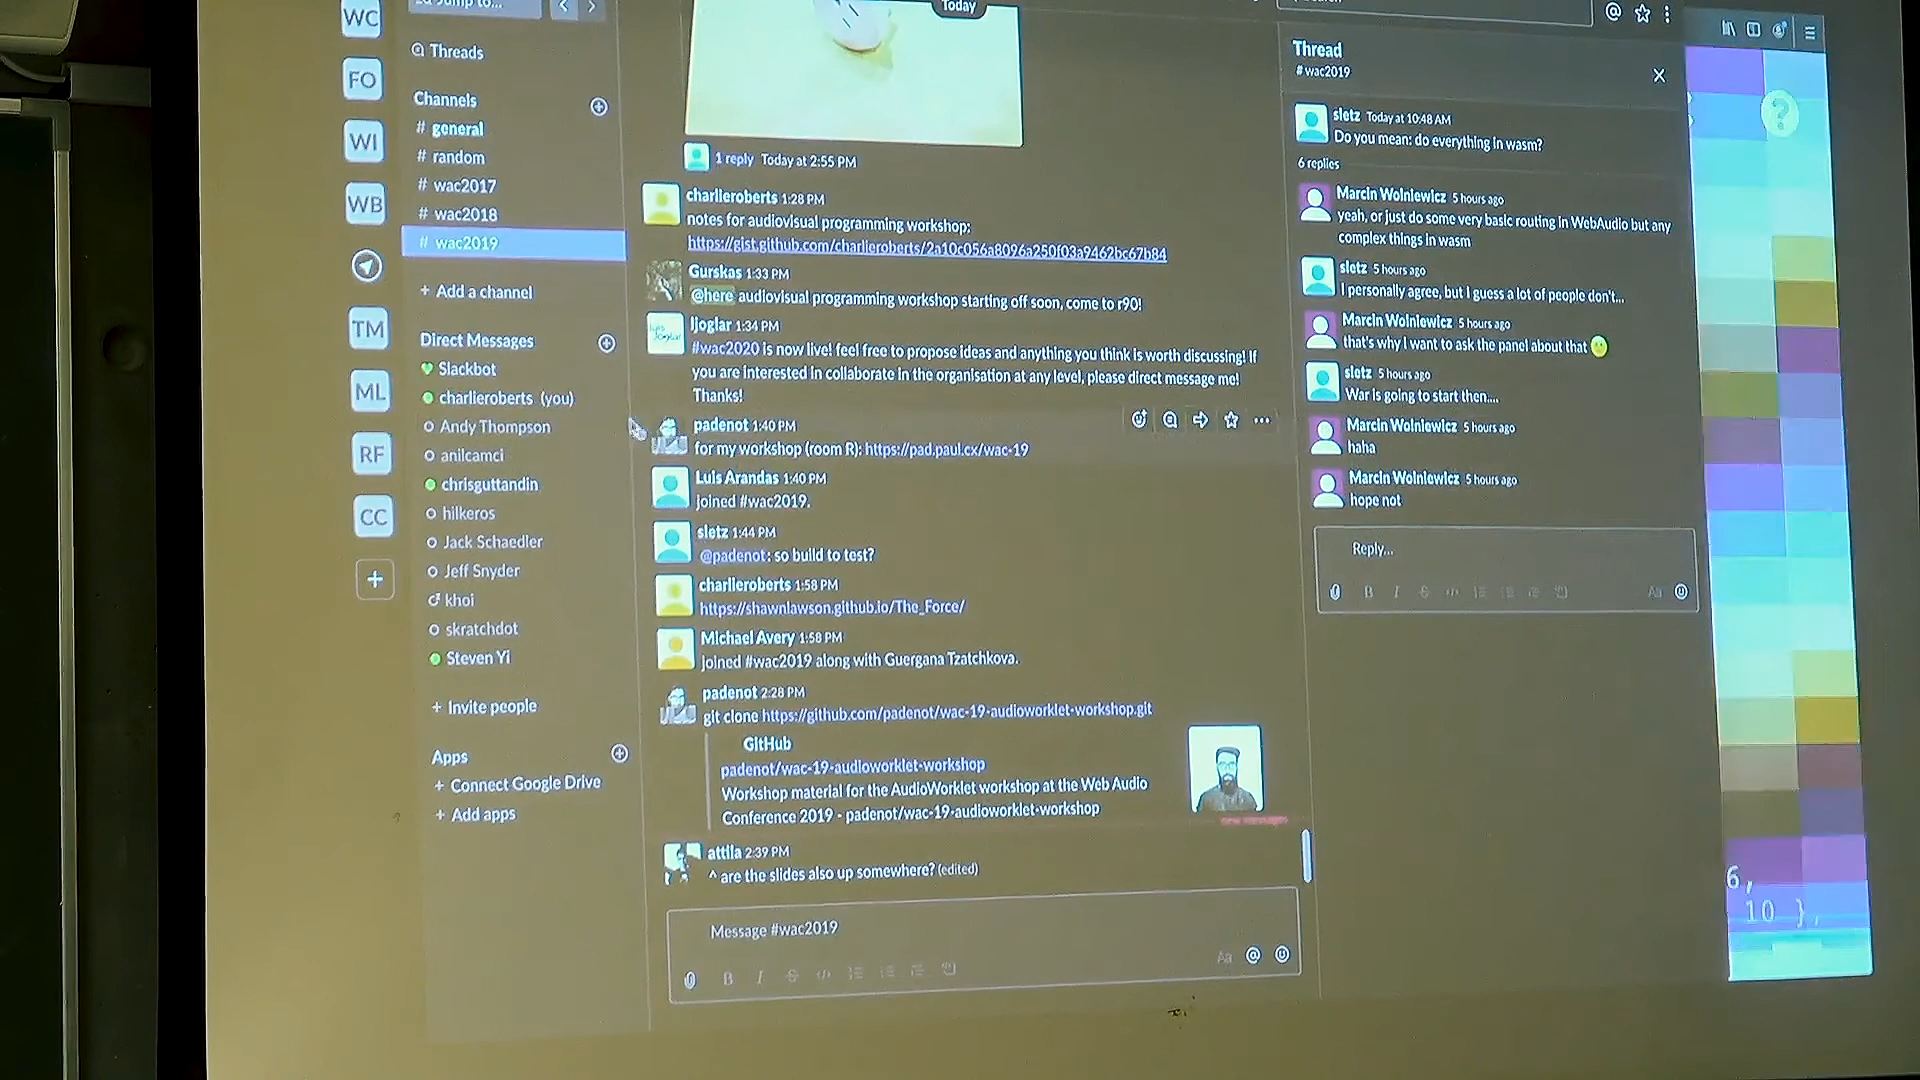 WC
FO
WI
WB
TM
ML
RF
CC
+
Jump to...
Threads
Channels
# general
# random
# wac2017
# wac2018
# wac2019
+ Add a channel
Direct Messages
Slackbot
charlieroberts (you)
Andy Thompson
anilcamci
chrisguttandin
hilkeros
Jack Schaedler
Jeff Snyder
khoi
skratchdot
Steven Yi
+ Invite people
Apps
+ Connect Google Drive
+ Add apps
Today
1 reply Today at 2:55 PM
charlieroberts 1:28 PM
notes for audiovisual programming workshop:
https://gist.github.com/charlieroberts/2a10c056a8096a250f03a9462bc67b84
Gurskas 1:33 PM
@here audiovisual programming workshop starting off soon, come to r90!
ljoglar 1:34 PM
#wac2020 is now live! feel free to propose ideas and anything you think is worth discussing! If
you are interested in collaborate in the organisation at any level, please direct message me!
Thanks!
padenot 1:40 PM
for my workshop (room R): https://pad.paul.cx/wac-19
Luis Arandas 1:40 PM
joined #wac2019.
sletz 1:44 PM
@padenot: so build to test?
charlieroberts 1:58 PM
https://shawnlawson.github.io/The_Force/
Michael Avery 1:58 PM
joined #wac2019 along with Guergana Tzatchkova.
padenot 2:28 PM
git clone https://github.com/padenot/wac-19-audioworklet-workshop.git
GitHub
padenot/wac-19-audioworklet-workshop
Workshop material for the AudioWorklet workshop at the Web Audio
Conference 2019 - padenot/wac-19-audioworklet-workshop
new messages
attila 2:39 PM
^ are the slides also up somewhere? (edited)
Message #wac2019
B I S </> Aa @
Thread
# wac2019
sletz Today at 10:48 AM
Do you mean: do everything in wasm?
6 replies
Marcin Wolniewicz 5 hours ago
yeah, or just do some very basic routing in WebAudio but any
complex things in wasm
sletz 5 hours ago
I personally agree, but I guess a lot of people don't...
Marcin Wolniewicz 5 hours ago
that's why I want to ask the panel about that
sletz 5 hours ago
War is going to start then....
Marcin Wolniewicz 5 hours ago
haha
Marcin Wolniewicz 5 hours ago
hope not
Reply...
B I S </> Aa
?
6,
10 },